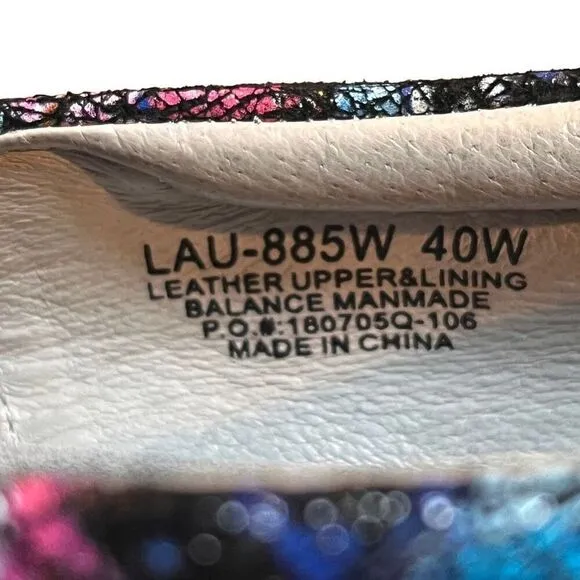 LAU-885W 40W
LEATHER UPPER&LINING
BALANCE MANMADE
P.O.#:180705Q-106
MADE IN CHINA